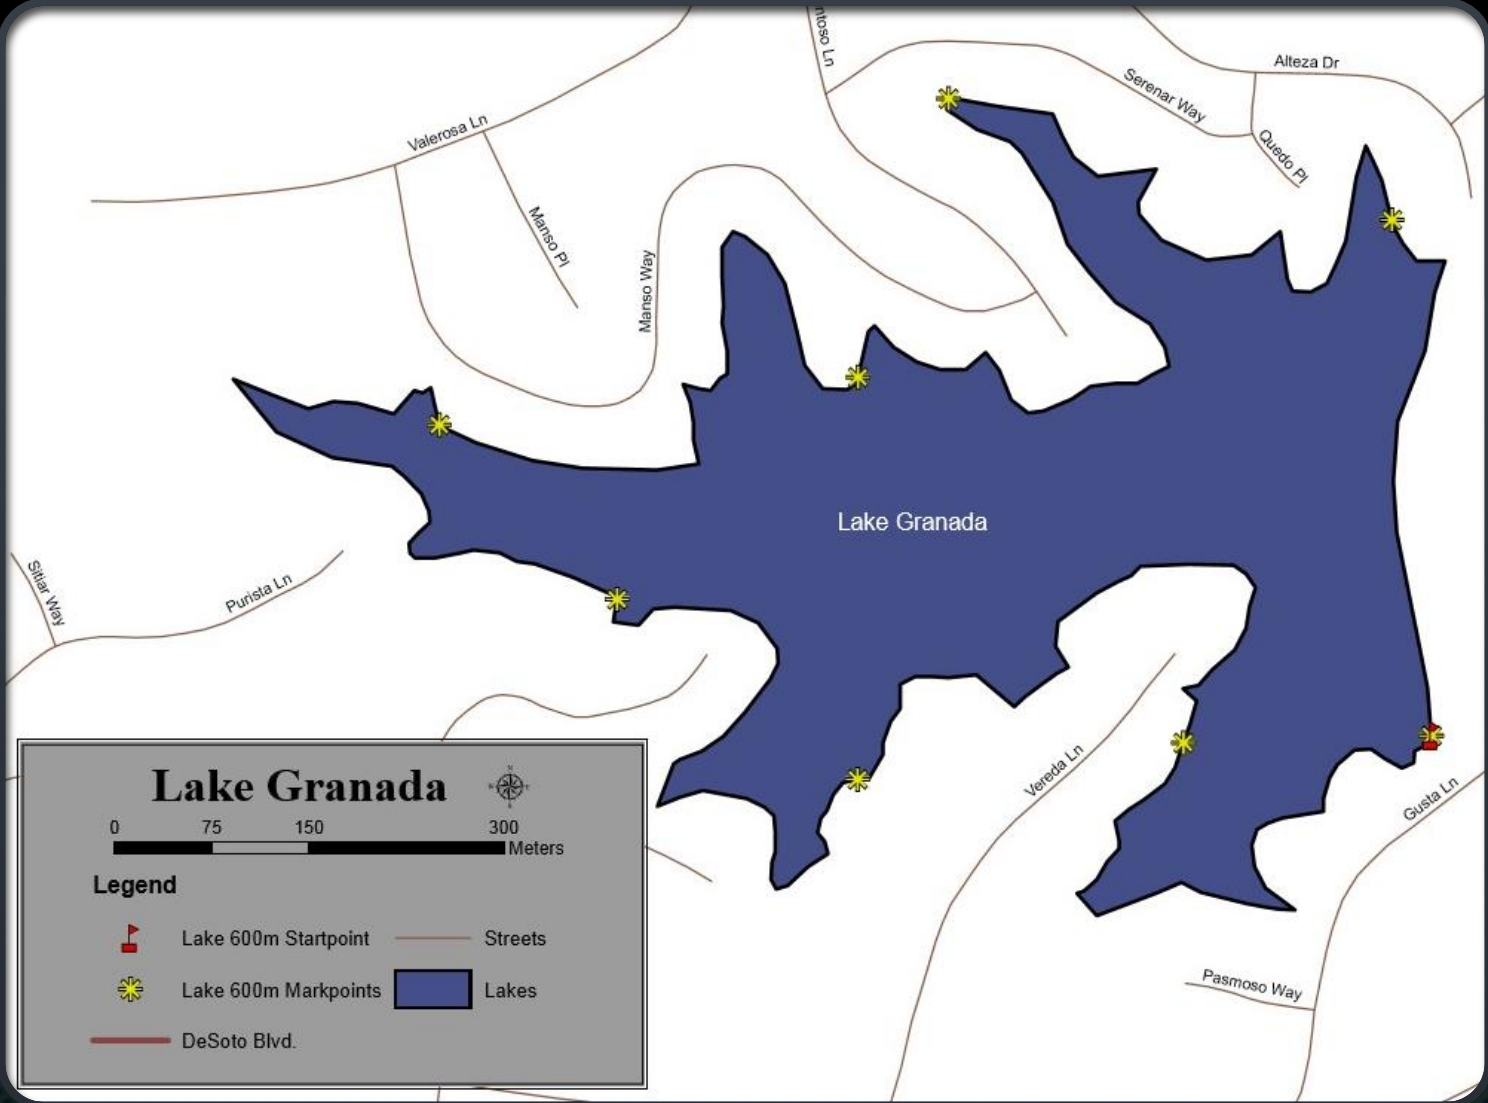 ntoso Ln
Alteza Dr
Serenar Way
Quedo Pl
Valerosa Ln
Manso Pl
Manso Way
Lake Granada
Sitiar Way
Purista Ln
Vereda Ln
Gusta Ln
Pasmoso Way
Lake Granada
0 75 150 300
Meters
Legend
Lake 600m Startpoint Streets
Lake 600m Markpoints Lakes
DeSoto Blvd.